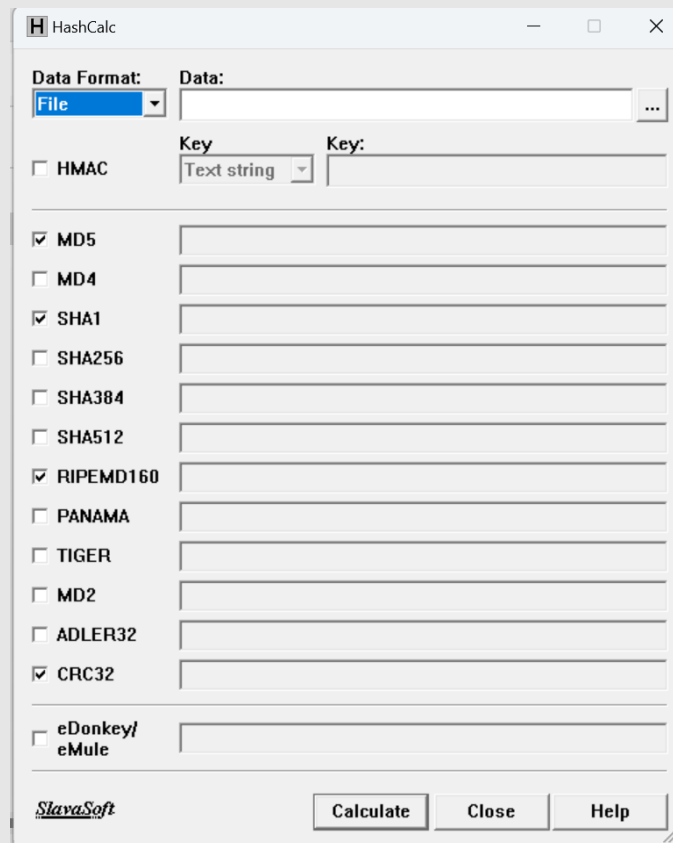 HashCalc
Data Format: Data:
File ...
Key Key:
HMAC Text string
MD5
MD4
SHA1
SHA256
SHA384
SHA512
RIPEMD160
PANAMA
TIGER
MD2
ADLER32
CRC32
eDonkey/
eMule
SlavaSoft Calculate Close Help